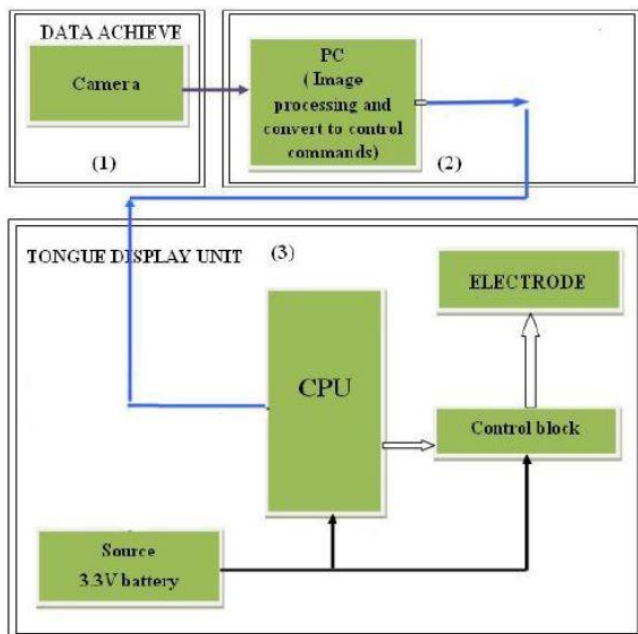 DATA ACHIEVE
Camera
(1)
PC
( Image
processing and
convert to control
commands)
(2)
TONGUE DISPLAY UNIT
(3)
ELECTRODE
CPU
Control block
Source
3.3V battery